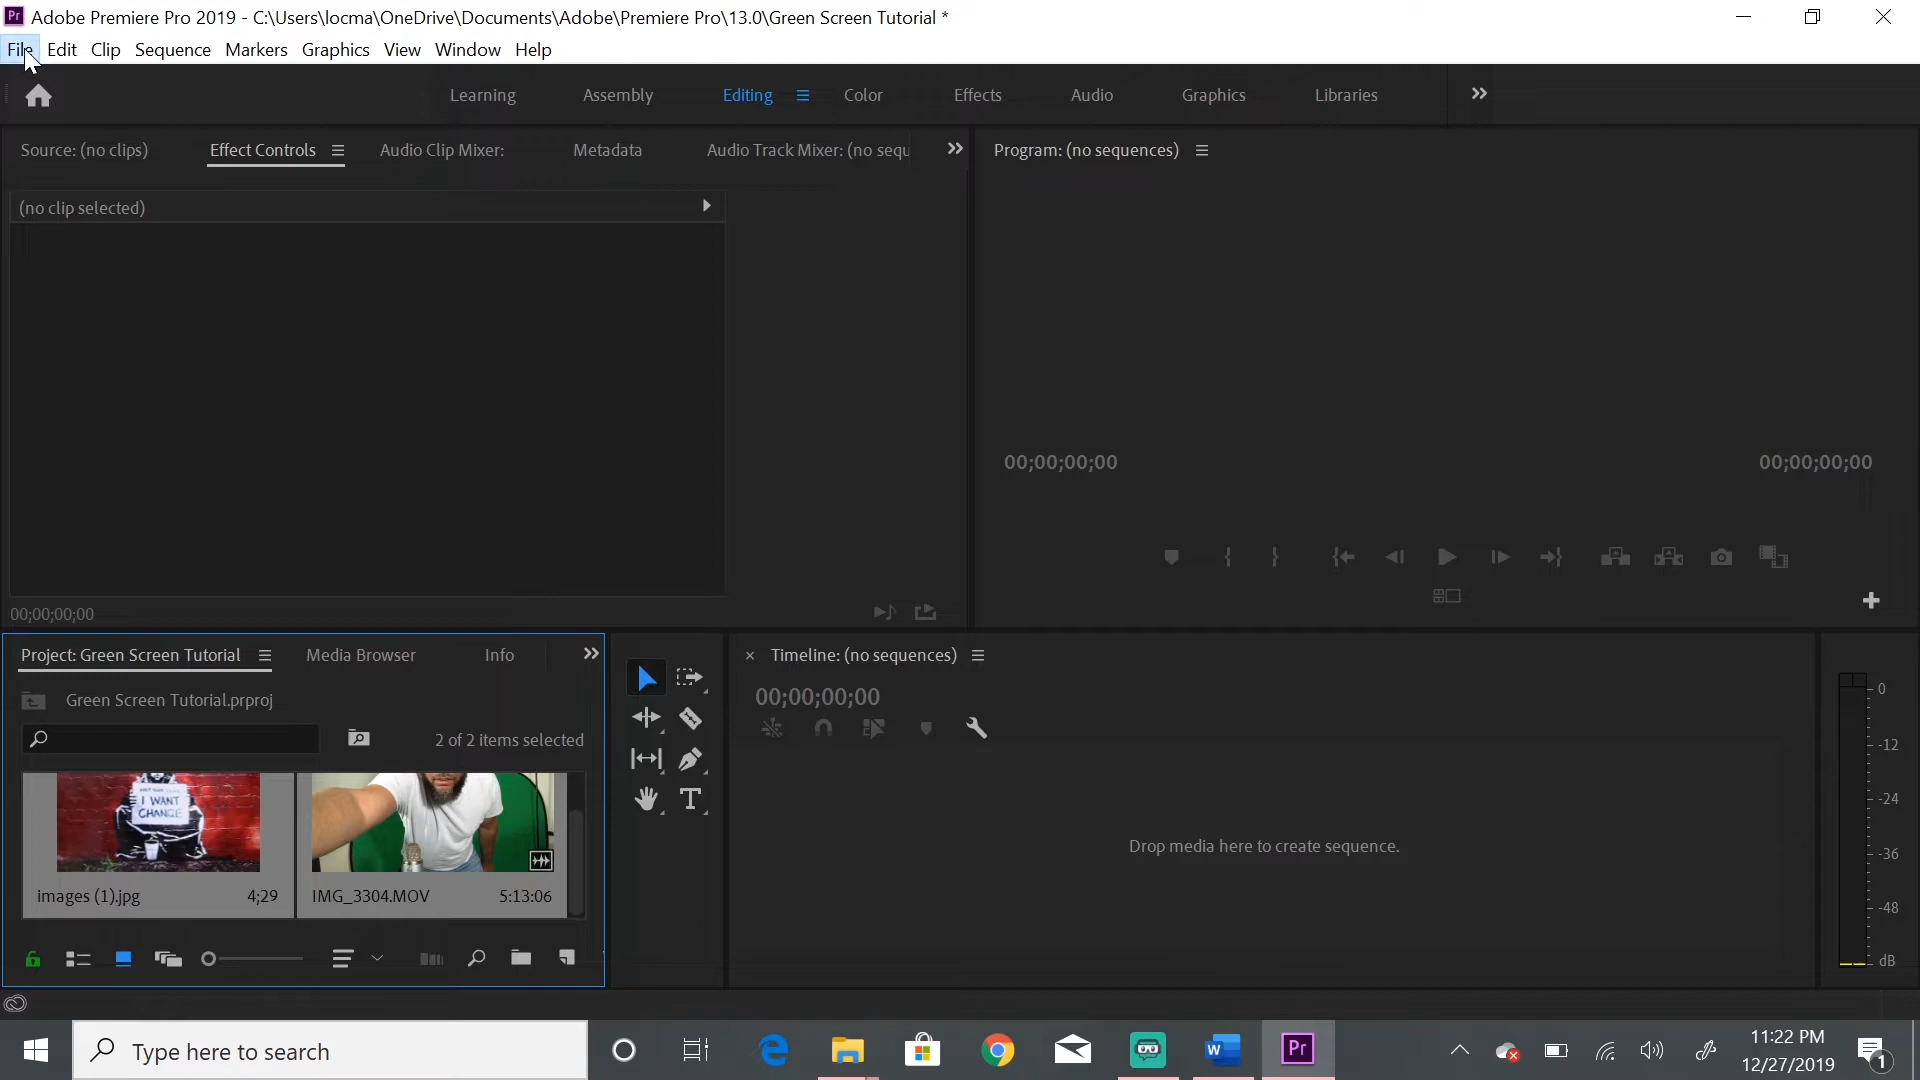 Pr Adobe Premiere Pro 2019 - C:\Users\locma\OneDrive\Documents\Adobe\Premiere Pro\13.0\Green Screen Tutorial *
File Edit Clip Sequence Markers Graphics View Window Help
Learning Assembly Editing Color Effects Audio Graphics Libraries
Source: (no clips) Effect Controls Audio Clip Mixer: Metadata Audio Track Mixer: (no sequ
Program: (no sequences)
(no clip selected)
00;00;00;00 00;00;00;00
00;00;00;00
Project: Green Screen Tutorial Media Browser Info
Timeline: (no sequences)
Green Screen Tutorial.prproj
00;00;00;00
2 of 2 items selected
I WANT
CHANGE
images (1).jpg 4;29
IMG_3304.MOV 5:13:06
Drop media here to create sequence.
0
-12
-24
-36
-48
dB
Type here to search
W
Pr
11:22 PM
12/27/2019
1